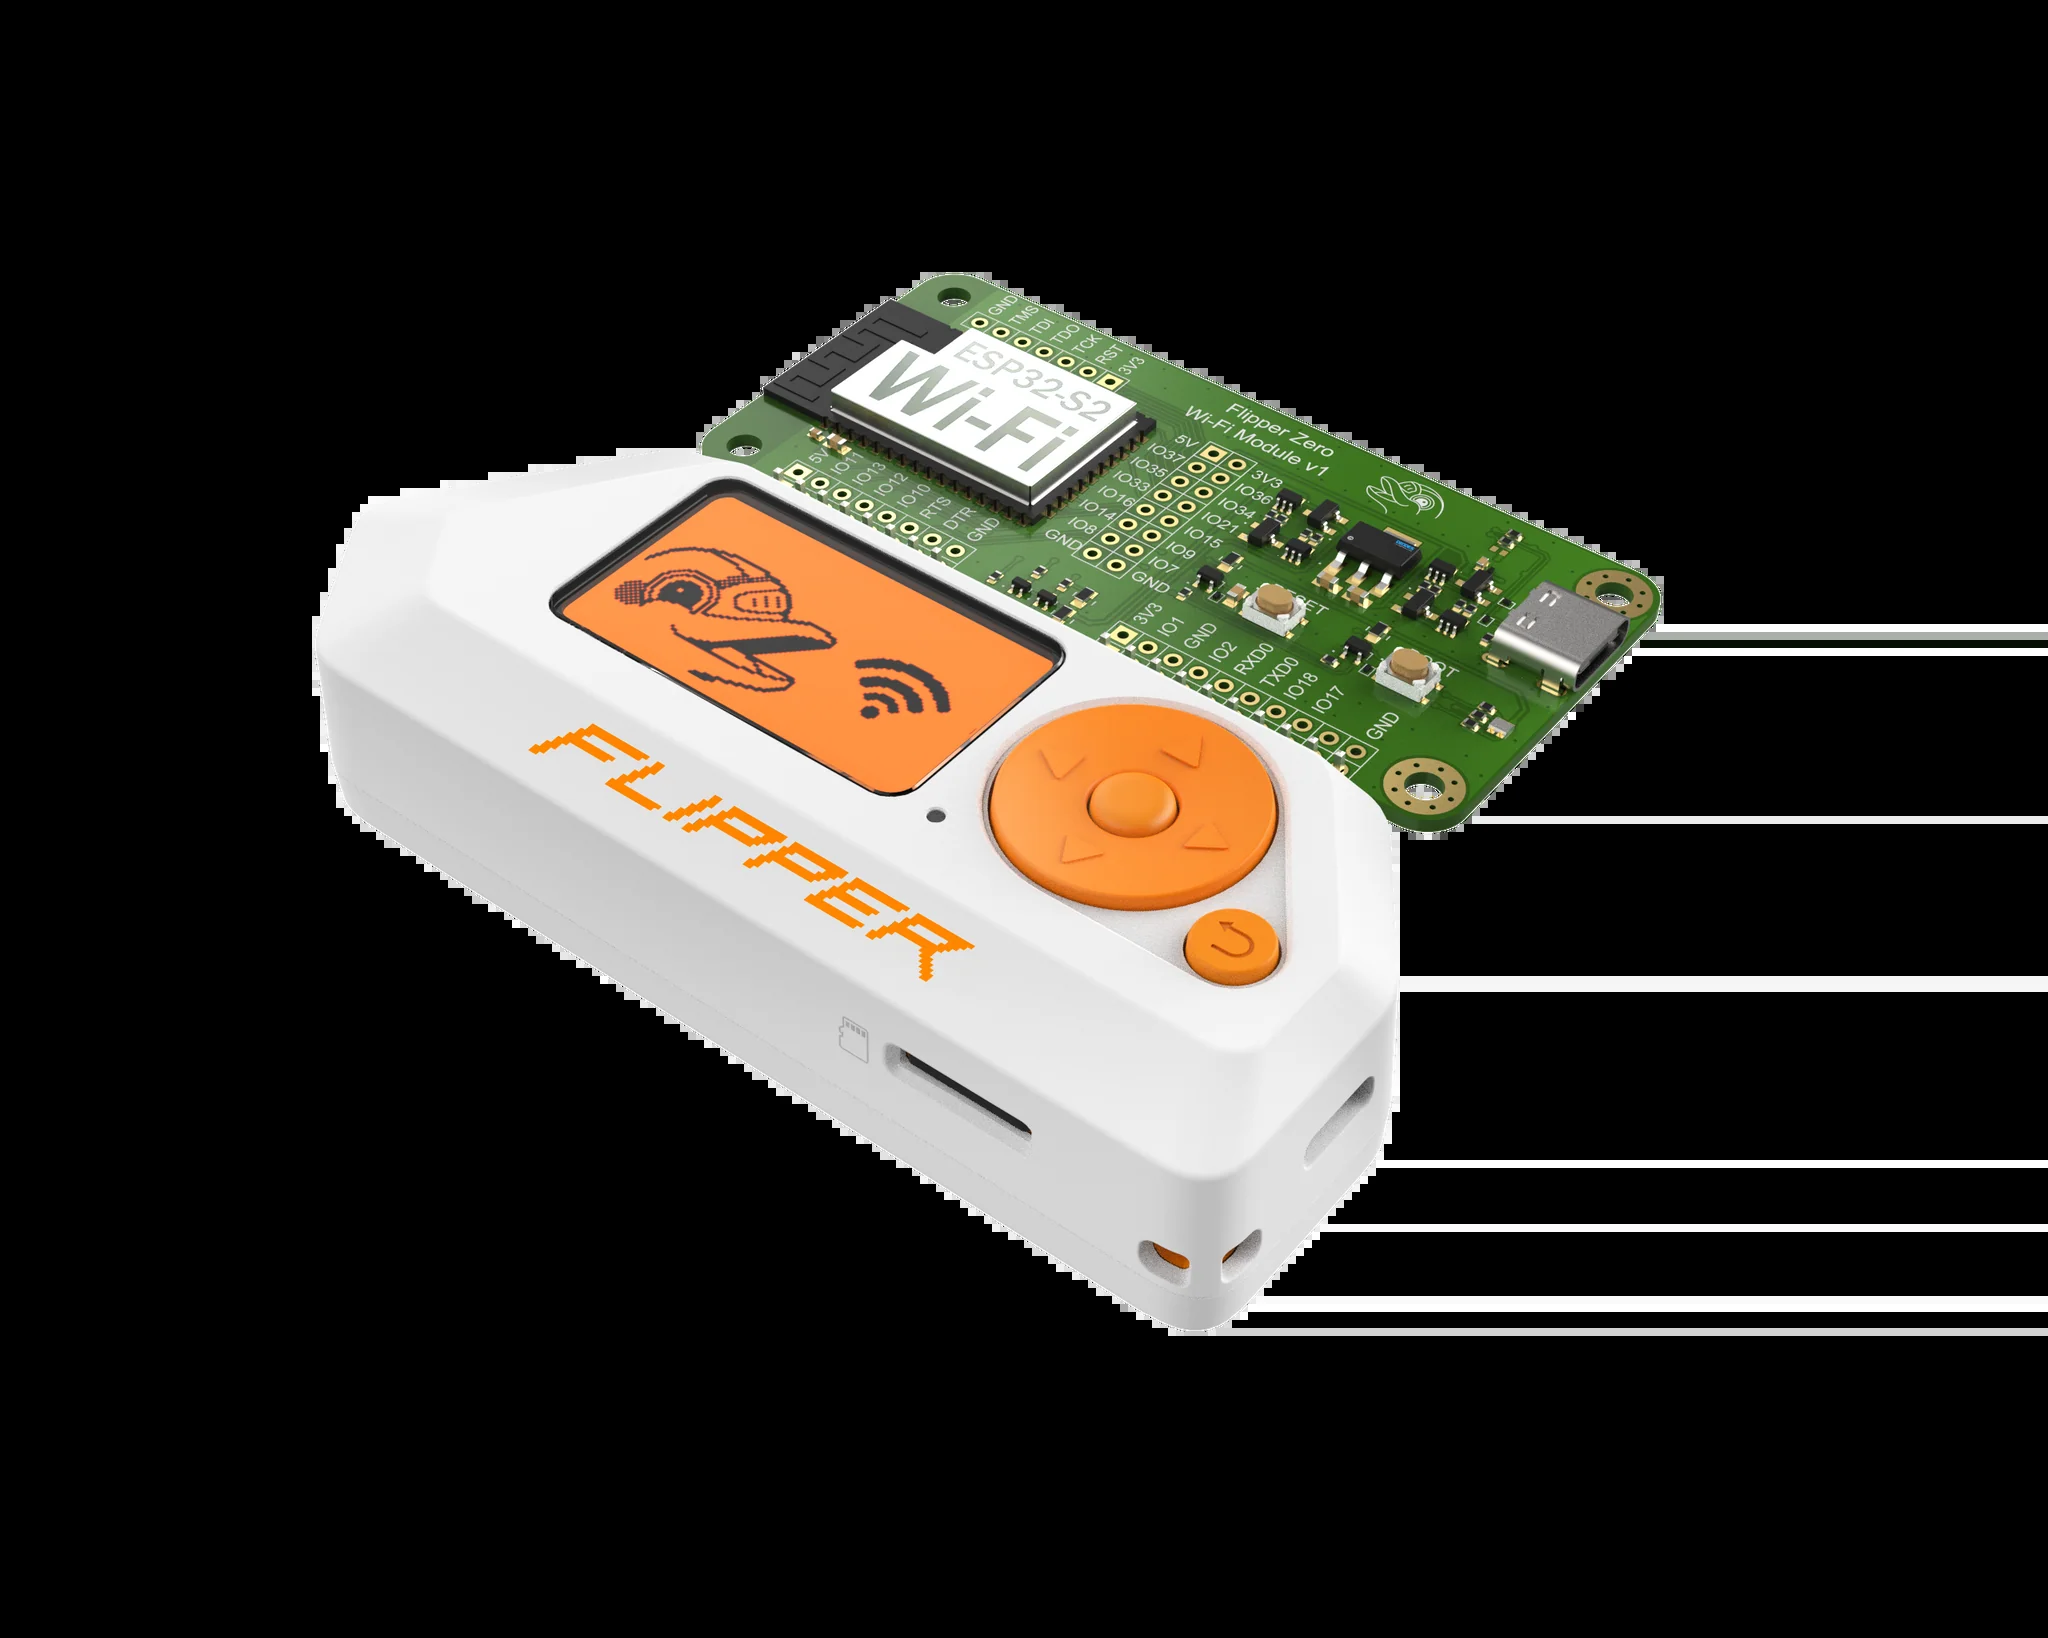 GND
TMS
TDI
TDO
TCK
RST
3V3
ESP32-S2
Wi-Fi
Flipper Zero
Wi-Fi Module v1
5V
IO11
IO13
IO12
IO10
RTS
DTR
GND
5V
IO37
IO35
IO33
IO16
IO14
IO8
GND
3V3
IO36
IO34
IO21
IO15
IO9
IO7
GND
3V3
IO1
GND
IO2
RXD0
TXD0
IO18
IO17
GND
FLIPPER